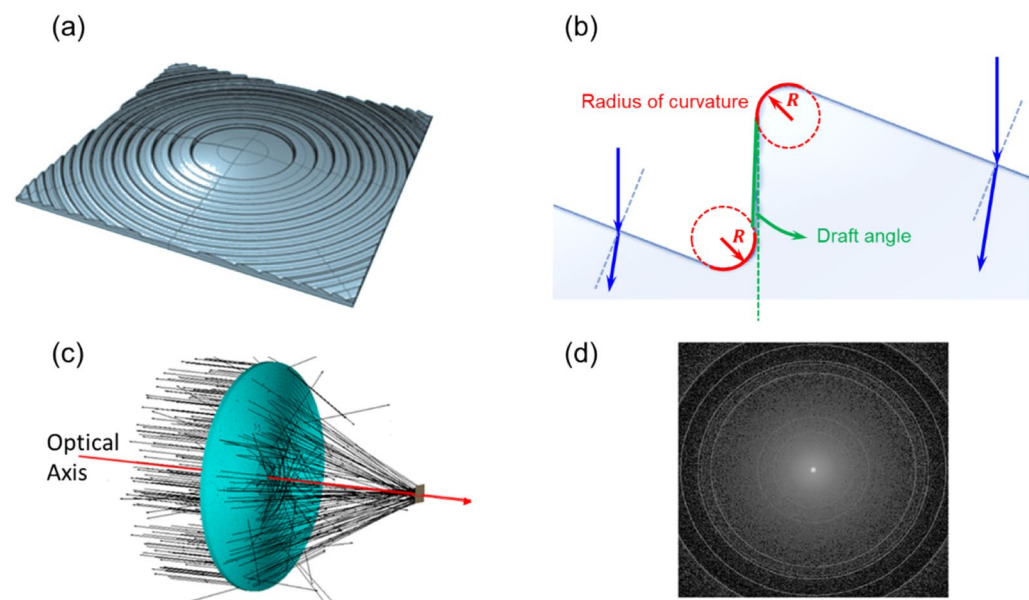 (a)
(b)
Radius of curvature
R
R
Draft angle
(c)
Optical
Axis
(d)